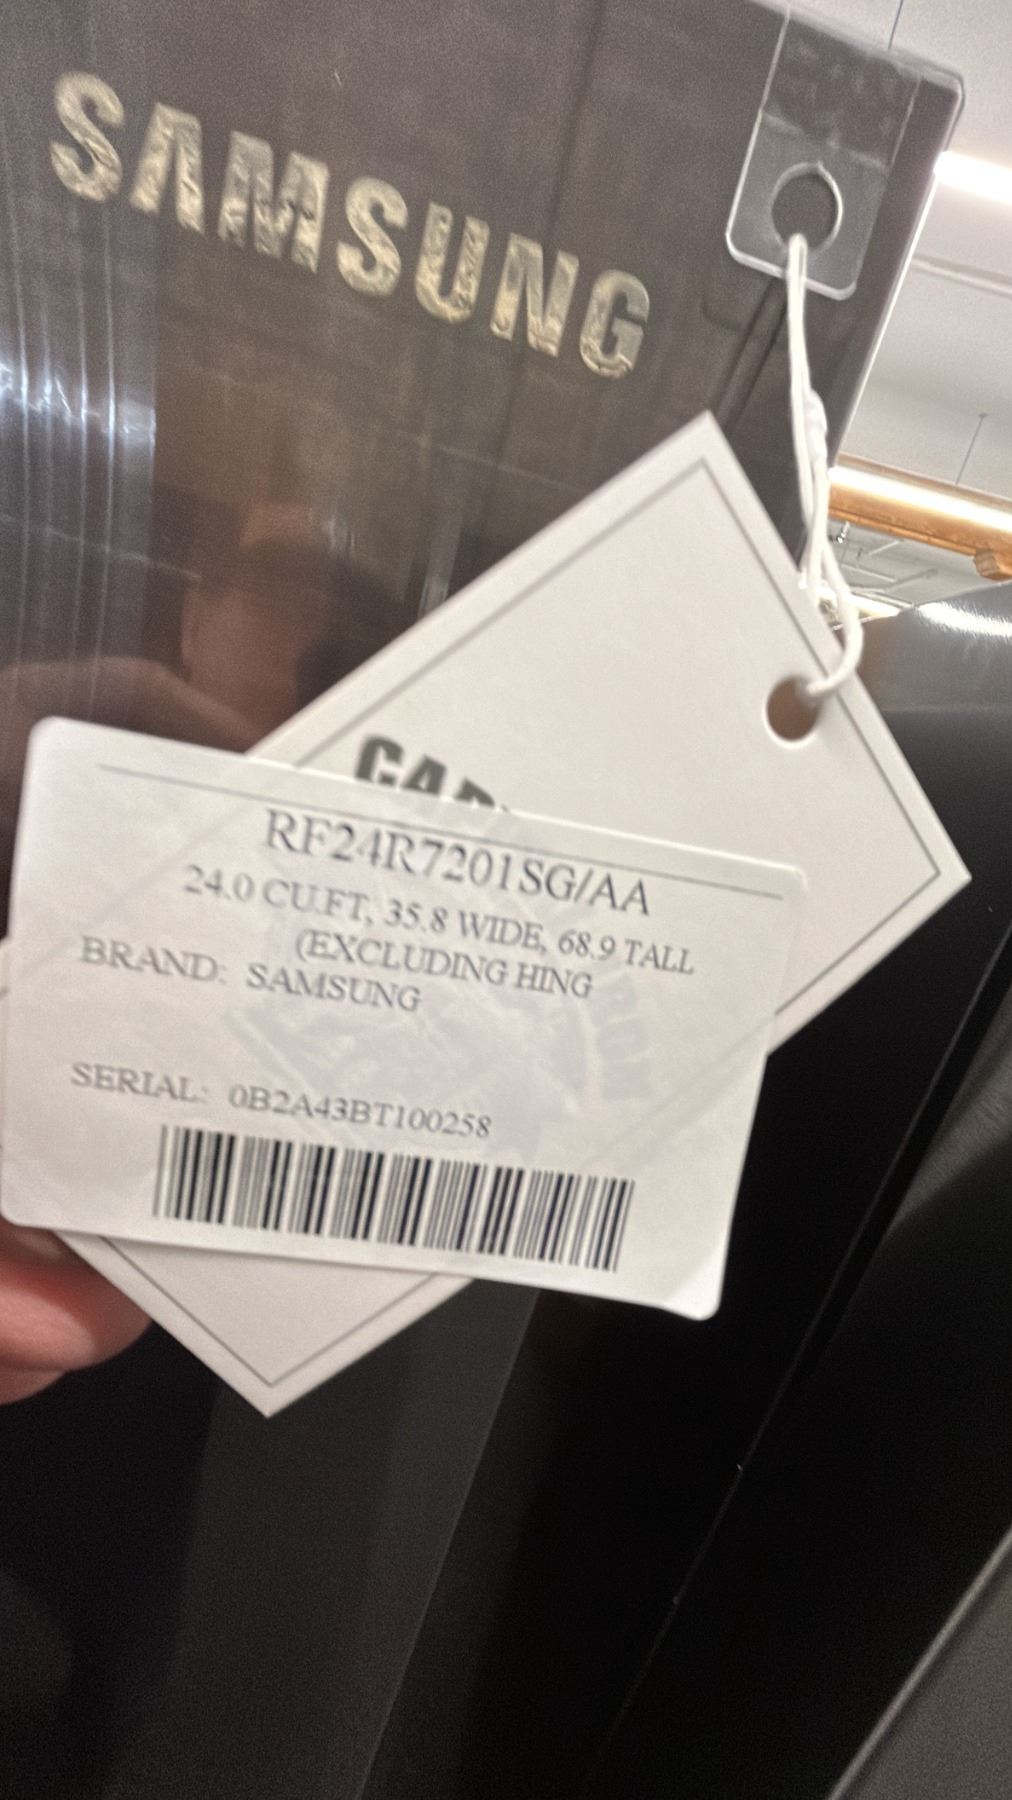 SAMSUNG
RF24R7201SG/AA
24.0 CU.FT, 35.8 WIDE, 68.9 TALL
(EXCLUDING HING
BRAND: SAMSUNG
SERIAL: 0B2A43BT100258